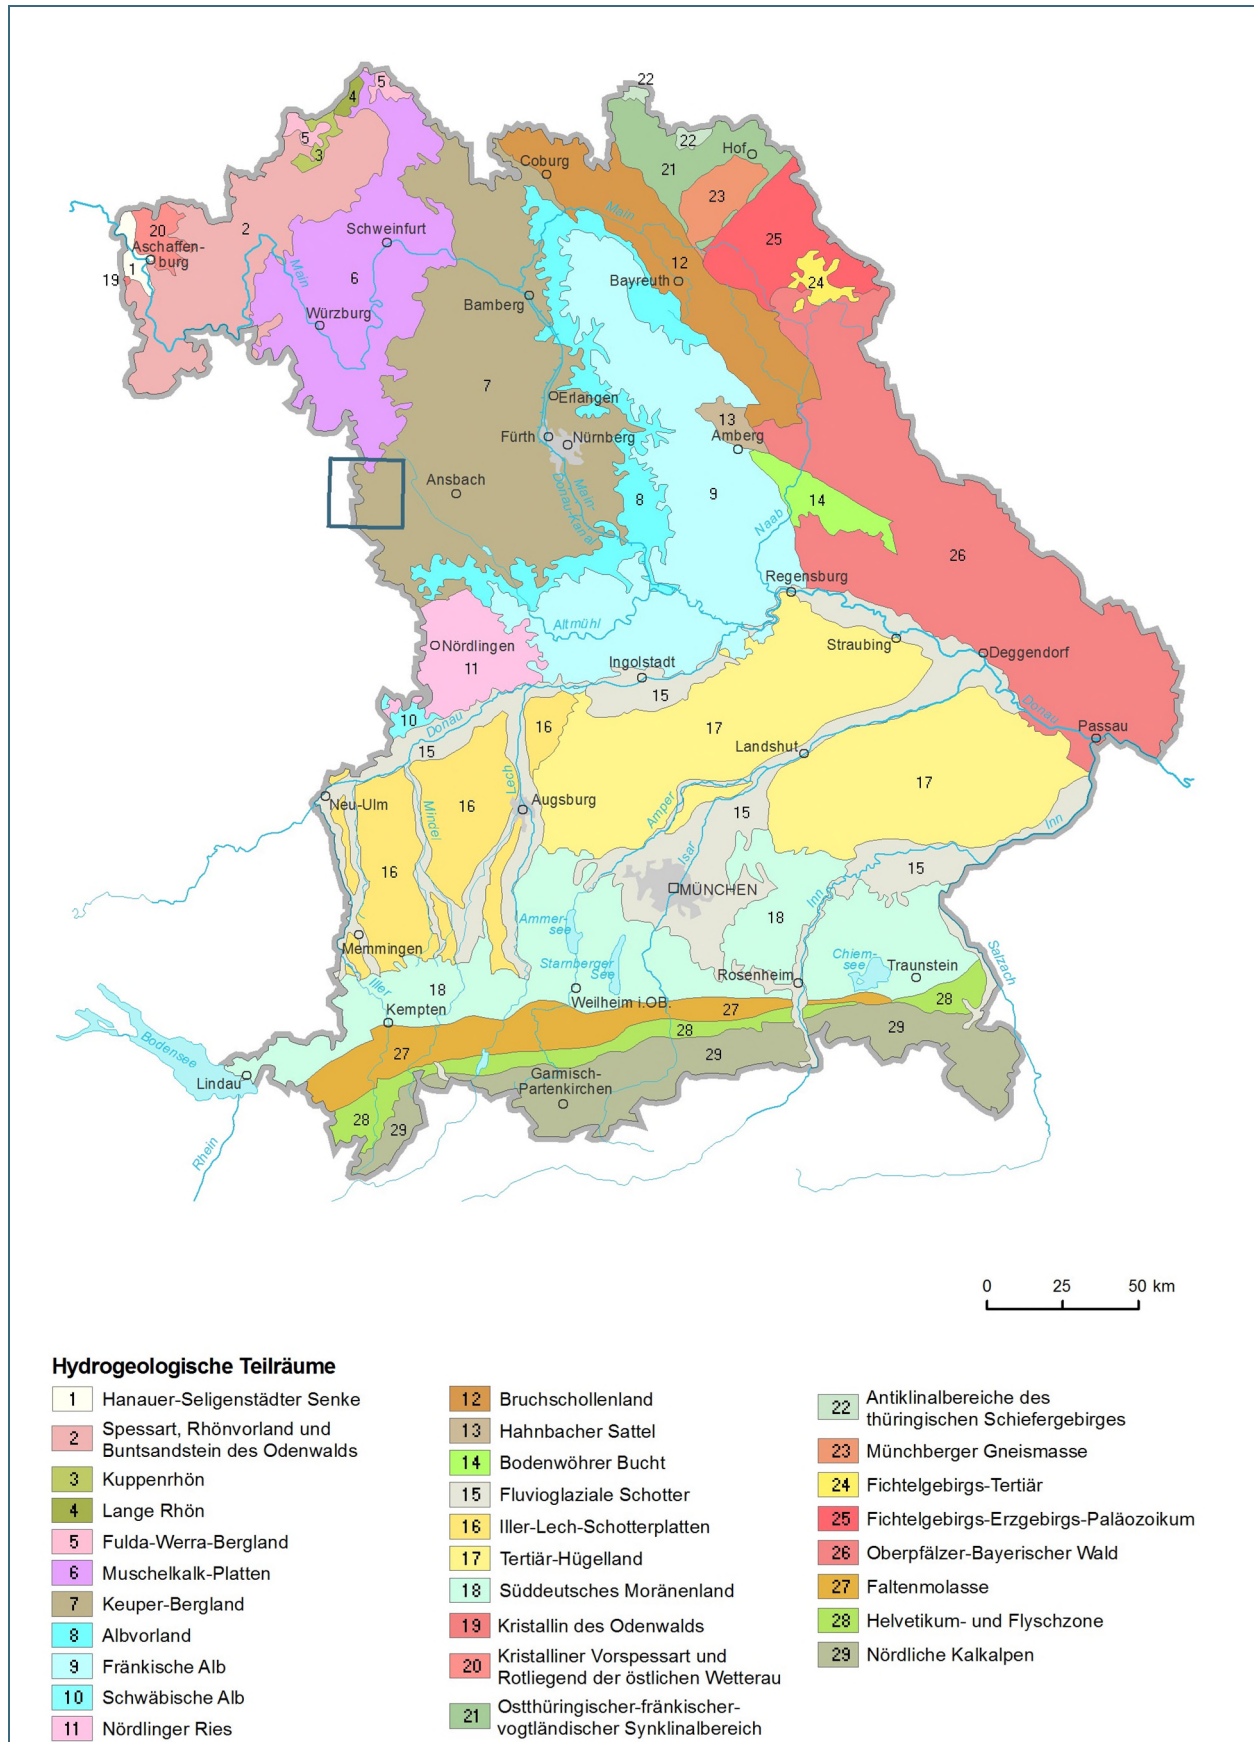 22
5
4
5
3
22
Hof
21
Coburg
23
Main
20
2
Schweinfurt
25
Aschaffen-
burg
1
19
Main
6
12
Bayreuth
24
Bamberg
Würzburg
7
Erlangen
13
Fürth
Nürnberg
Amberg
Ansbach
Main-
Donau-Kanal
8
9
14
Naab
26
Regensburg
Altmühl
Straubing
Nördlingen
11
Ingolstadt
Deggendorf
15
10
Donau
16
17
Donau
Passau
15
Landshut
17
Neu-Ulm
Mindel
16
Lech
Augsburg
Amper
15
Inn
16
Isar
MÜNCHEN
15
Inn
18
Ammer-
see
Memmingen
Starnberger
See
Chiem-
see
Salzach
Iller
18
Rosenheim
Traunstein
Kempten
Weilheim i.OB.
27
28
28
29
Bodensee
27
29
Lindau
Garmisch-
Partenkirchen
28
29
Rhein
0 25 50 km
Hydrogeologische Teilräume
1 Hanauer-Seligenstädter Senke
2 Spessart, Rhönvorland und
Buntsandstein des Odenwalds
3 Kuppenrhön
4 Lange Rhön
5 Fulda-Werra-Bergland
6 Muschelkalk-Platten
7 Keuper-Bergland
8 Albvorland
9 Fränkische Alb
10 Schwäbische Alb
11 Nördlinger Ries
12 Bruchschollenland
13 Hahnbacher Sattel
14 Bodenwöhrer Bucht
15 Fluvioglaziale Schotter
16 Iller-Lech-Schotterplatten
17 Tertiär-Hügelland
18 Süddeutsches Moränenland
19 Kristallin des Odenwalds
20 Kristalliner Vorspessart und
Rotliegend der östlichen Wetterau
21 Ostthüringischer-fränkischer-
vogtländischer Synklinalbereich
22 Antiklinalbereiche des
thüringischen Schiefergebirges
23 Münchberger Gneismasse
24 Fichtelgebirgs-Tertiär
25 Fichtelgebirgs-Erzgebirgs-Paläozoikum
26 Oberpfälzer-Bayerischer Wald
27 Faltenmolasse
28 Helvetikum- und Flyschzone
29 Nördliche Kalkalpen